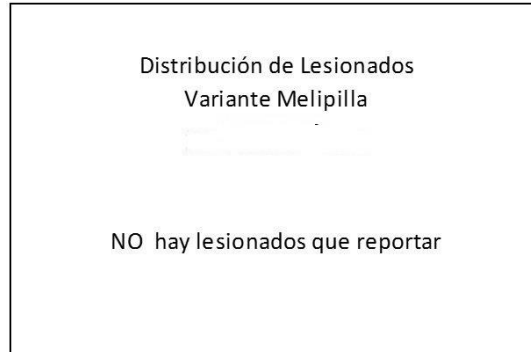 Distribución de Lesionados
Variante Melipilla
NO hay lesionados que reportar